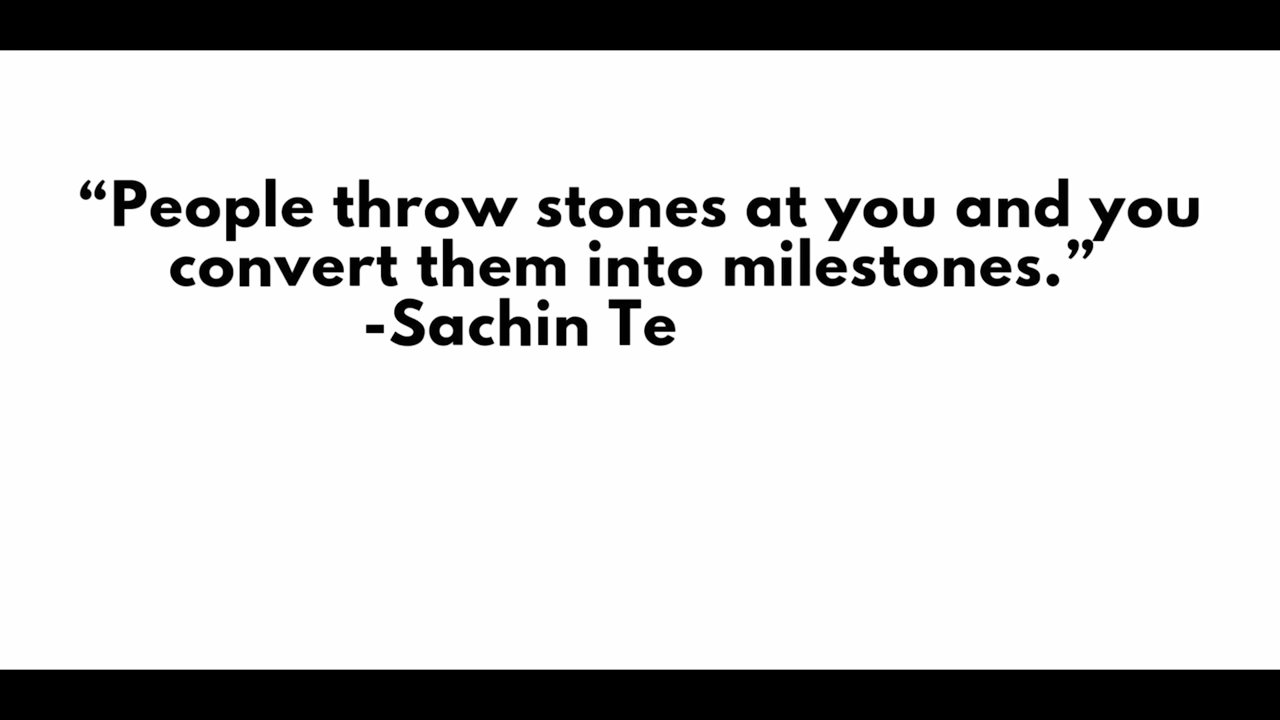 “People throw stones at you and you
convert them into milestones.”
-Sachin Te